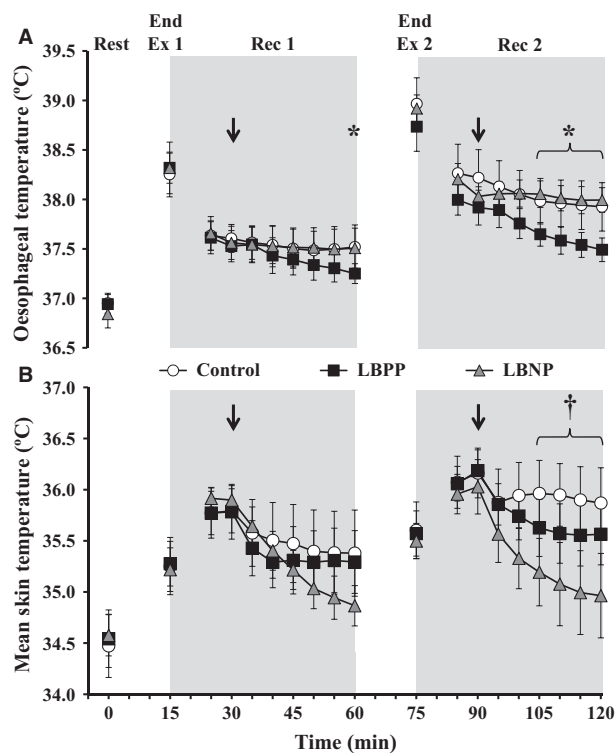 A
Rest
End
Ex 1
Rec 1
End
Ex 2
Rec 2
Oesophageal temperature (ºC)
39.5
39.0
38.5
38.0
37.5
37.0
36.5
*
*
B
Control
LBPP
LBNP
Mean skin temperature (ºC)
37.0
36.5
36.0
35.5
35.0
34.5
34.0
†
0
15
30
45
60
75
90
105
120
Time (min)